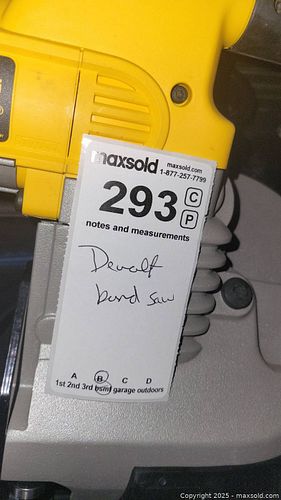 maxsold maxsold.com
1-877-257-7799
293 C
P
notes and measurements
Dewalt
band saw
A B C D
1st 2nd 3rd bsmt garage outdoors
Copyright 2025 - maxsold.com